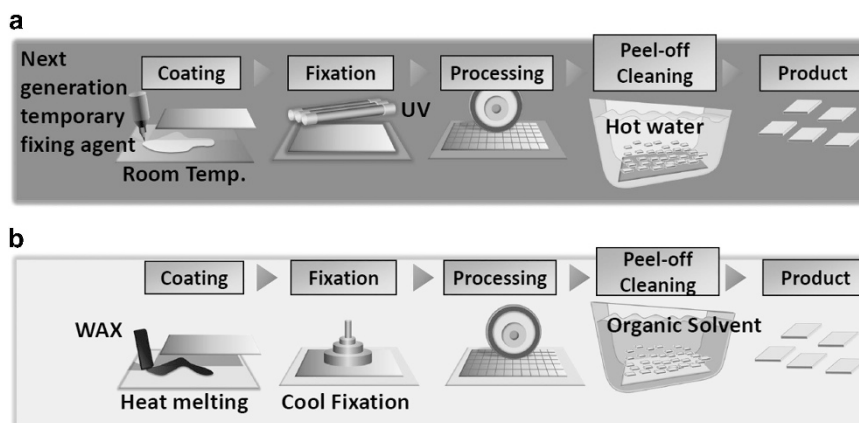 a
Next
generation
temporary
fixing agent
Coating
Fixation
Processing
Peel-off
Cleaning
Product
UV
Hot water
Room Temp.
b
Coating
Fixation
Processing
Peel-off
Cleaning
Product
WAX
Organic Solvent
Heat melting
Cool Fixation